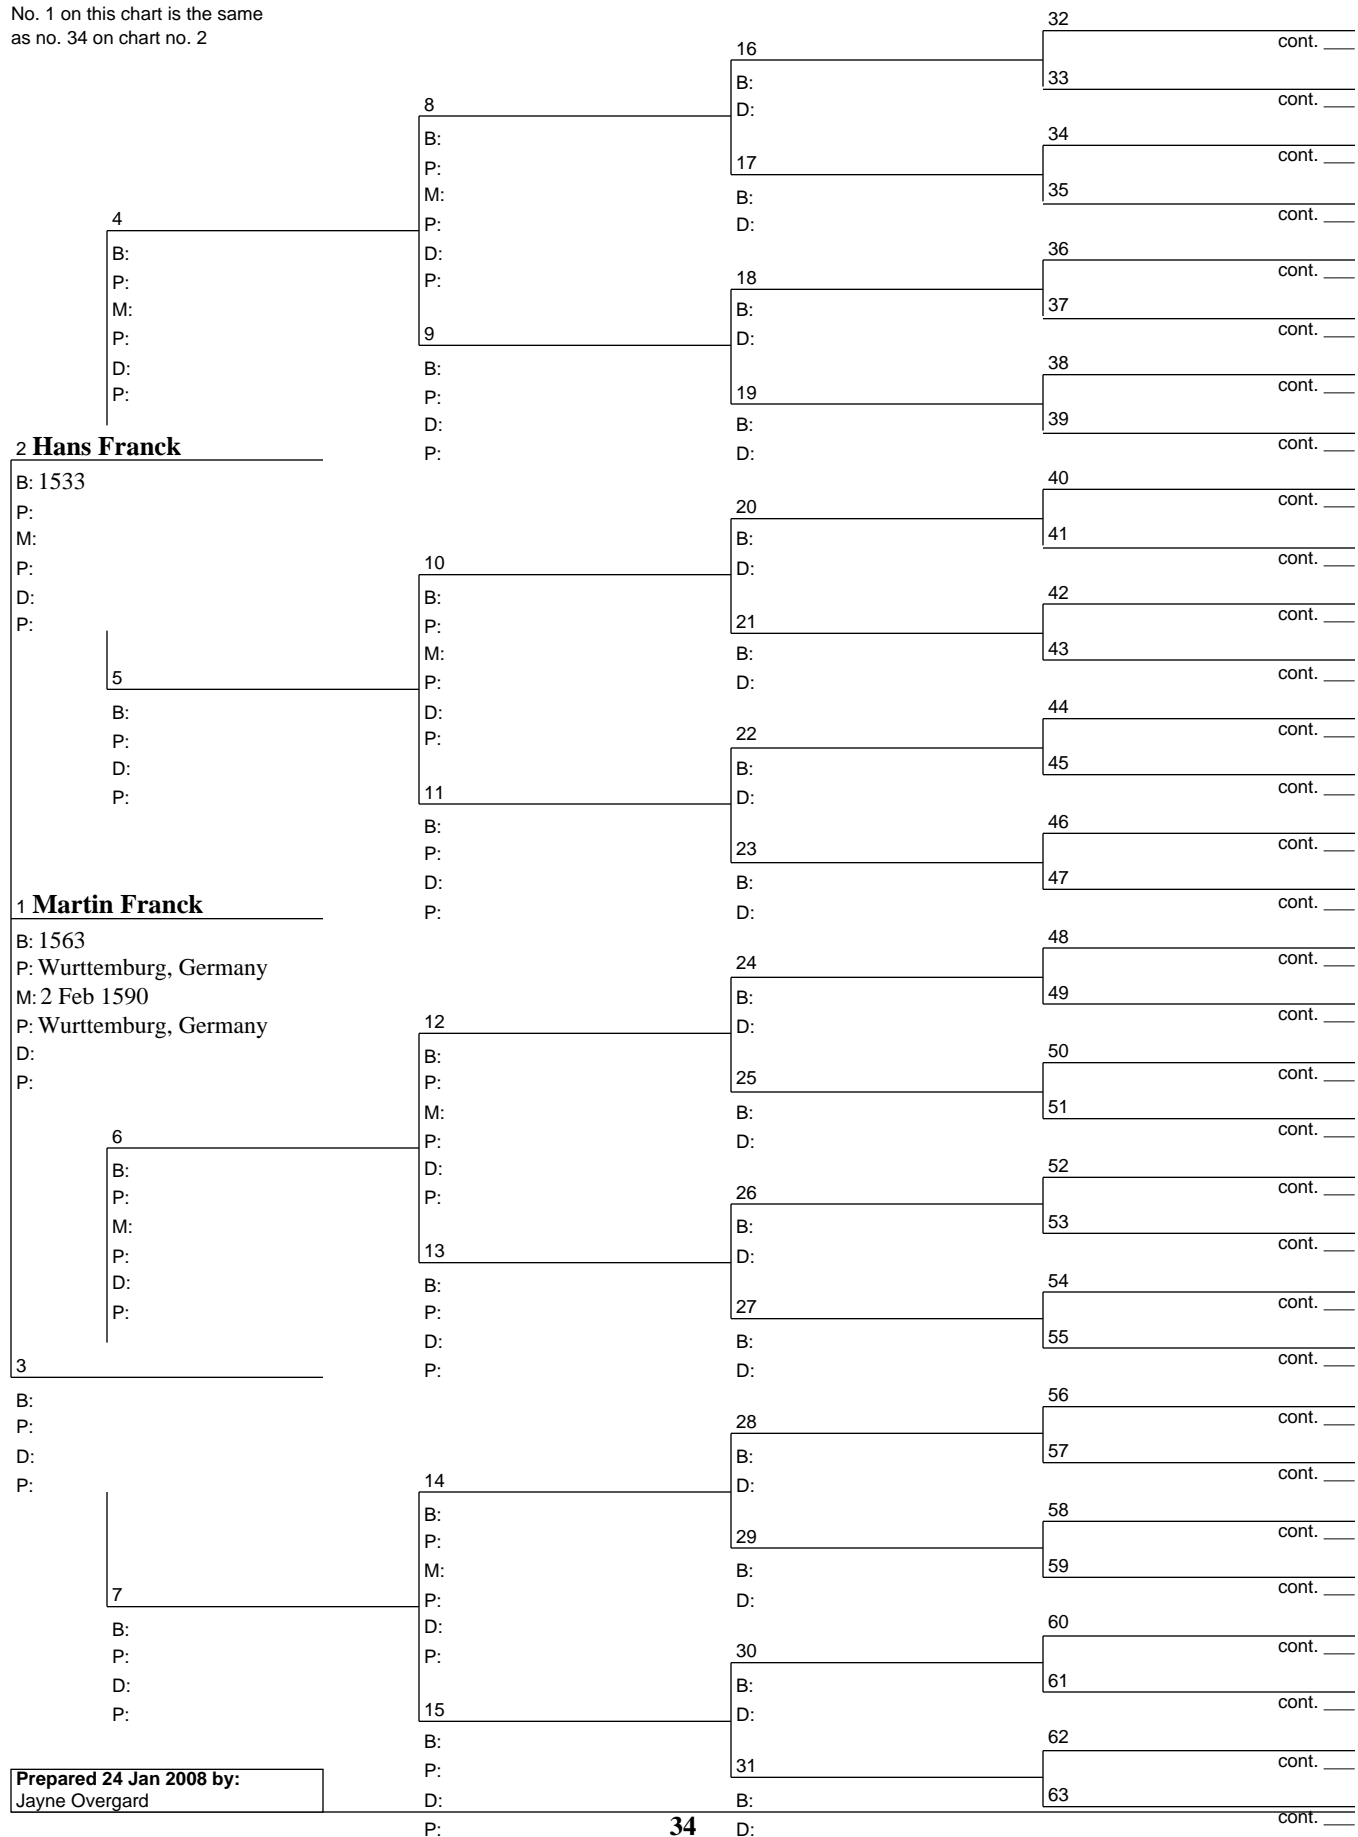 No. 1 on this chart is the same
as no. 34 on chart no. 2
2 Hans Franck
B: 1533
P:
M:
P:
D:
P:
1 Martin Franck
B: 1563
P: Wurttemburg, Germany
M: 2 Feb 1590
P: Wurttemburg, Germany
D:
P:
3
B:
P:
D:
P:
4
B:
P:
M:
P:
D:
P:
5
B:
P:
D:
P:
6
B:
P:
M:
P:
D:
P:
7
B:
P:
D:
P:
8
B:
P:
M:
P:
D:
P:
9
B:
P:
D:
P:
10
B:
P:
M:
P:
D:
P:
11
B:
P:
D:
P:
12
B:
P:
M:
P:
D:
P:
13
B:
P:
D:
P:
14
B:
P:
M:
P:
D:
P:
15
B:
P:
D:
P:
16
B:
D:
17
B:
D:
18
B:
D:
19
B:
D:
20
B:
D:
21
B:
D:
22
B:
D:
23
B:
D:
24
B:
D:
25
B:
D:
26
B:
D:
27
B:
D:
28
B:
D:
29
B:
D:
30
B:
D:
31
B:
D:
32
cont. ___
33
cont. ___
34
cont. ___
35
cont. ___
36
cont. ___
37
cont. ___
38
cont. ___
39
cont. ___
40
cont. ___
41
cont. ___
42
cont. ___
43
cont. ___
44
cont. ___
45
cont. ___
46
cont. ___
47
cont. ___
48
cont. ___
49
cont. ___
50
cont. ___
51
cont. ___
52
cont. ___
53
cont. ___
54
cont. ___
55
cont. ___
56
cont. ___
57
cont. ___
58
cont. ___
59
cont. ___
60
cont. ___
61
cont. ___
62
cont. ___
63
cont. ___
Prepared 24 Jan 2008 by:
Jayne Overgard
34